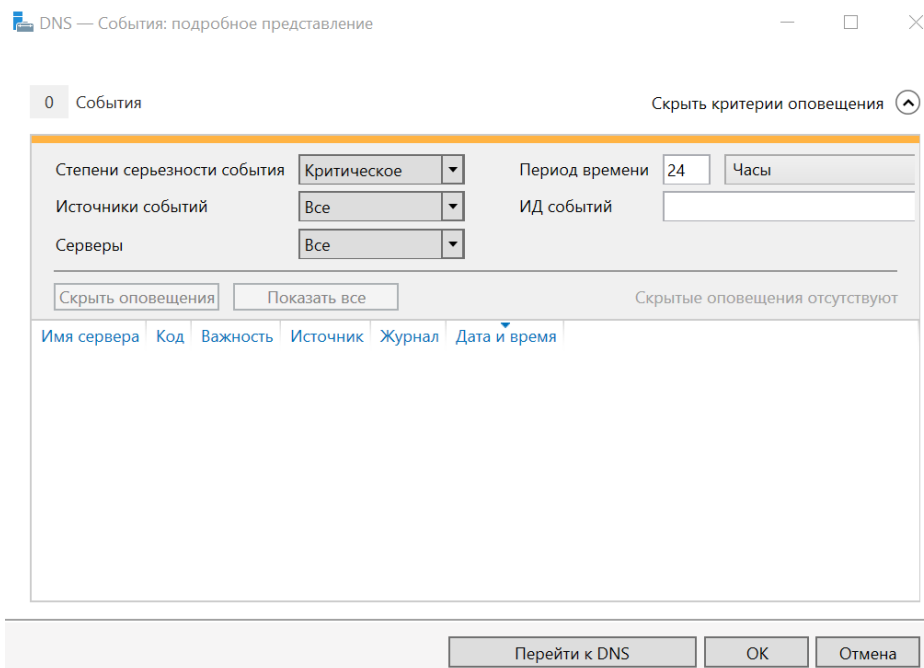 DNS — События: подробное представление
0 События Скрыть критерии оповещения
Степени серьезности события Критическое Период времени 24 Часы
Источники событий Все ИД событий
Серверы Все
Скрыть оповещения Показать все Скрытые оповещения отсутствуют
Имя сервера Код Важность Источник Журнал Дата и время
Перейти к DNS OK Отмена